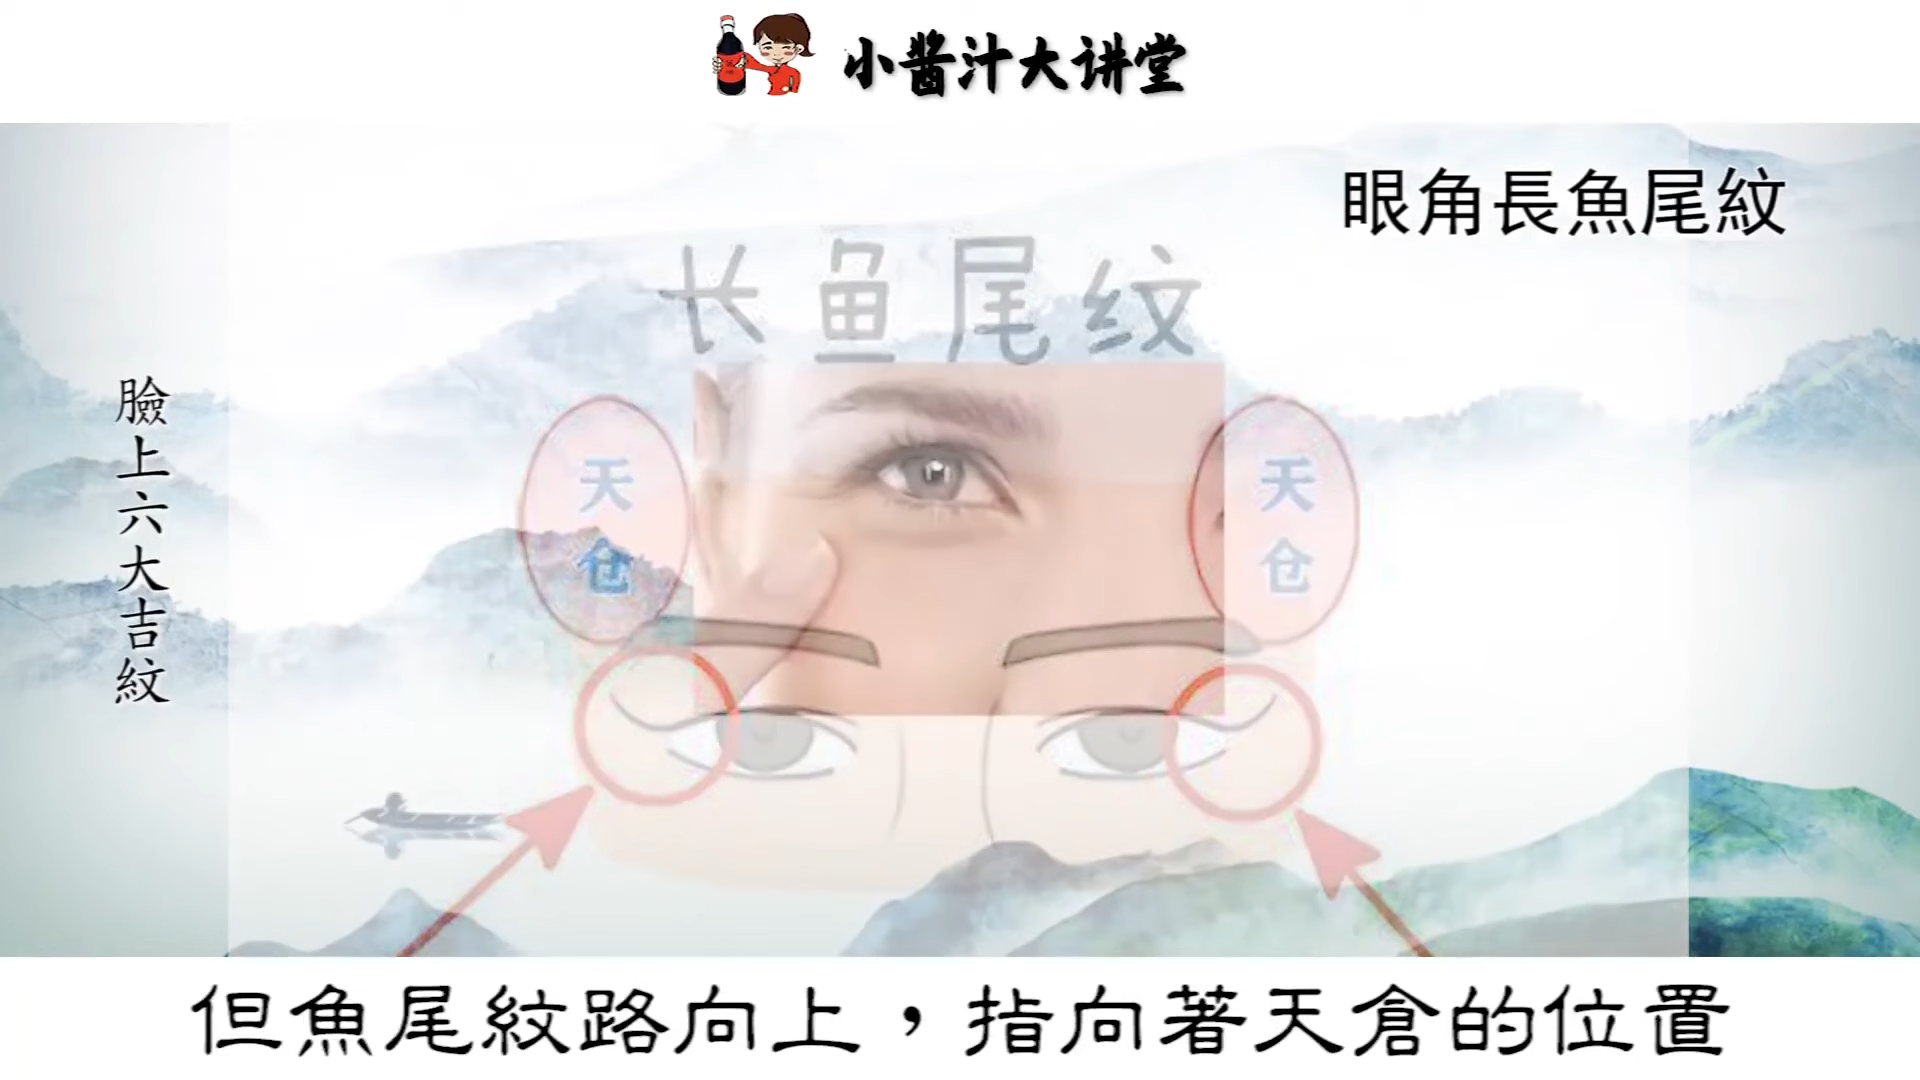 小酱汁大讲堂
眼角長魚尾紋
长鱼尾纹
臉上六大吉紋
天仓
天仓
但魚尾紋路向上，指向著天倉的位置